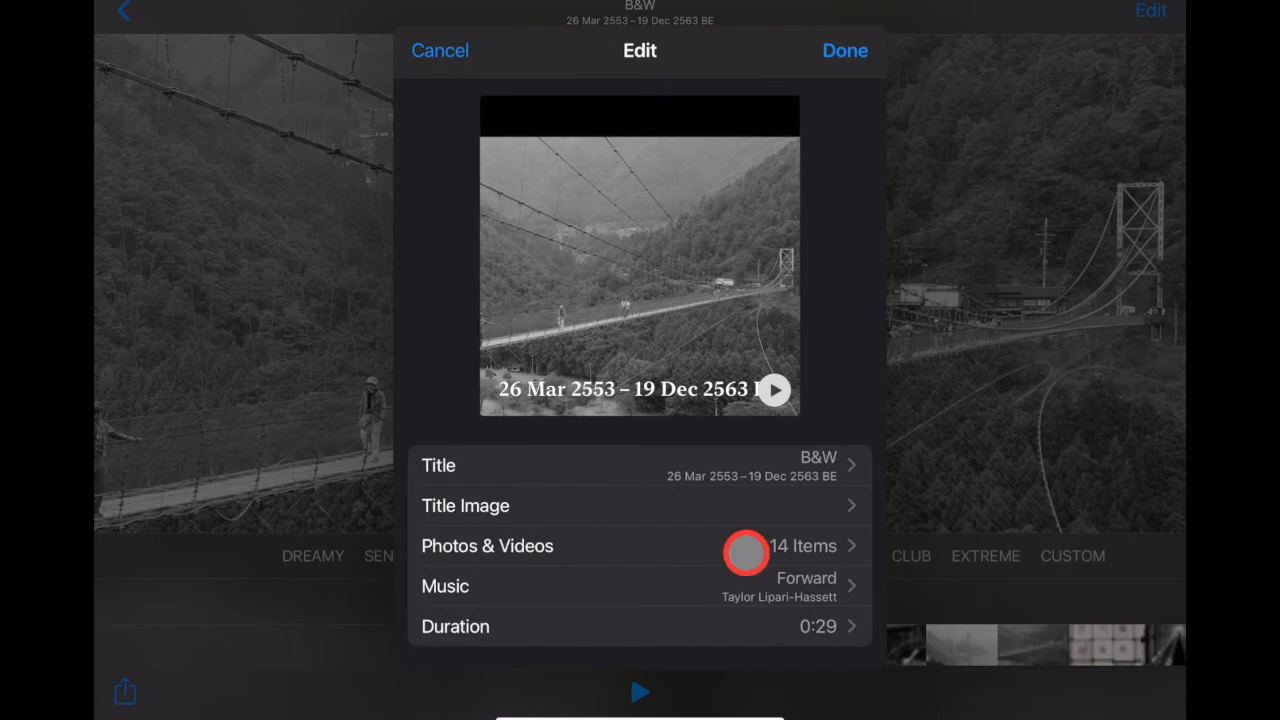 B&W
26 Mar 2553 – 19 Dec 2563 BE
Edit
Cancel
Edit
Done
26 Mar 2553 – 19 Dec 2563
Title
B&W
26 Mar 2553 – 19 Dec 2563 BE
Title Image
Photos & Videos
14 Items
DREAMY
SEN
CLUB
EXTREME
CUSTOM
Music
Forward
Taylor Lipari-Hassett
Duration
0:29